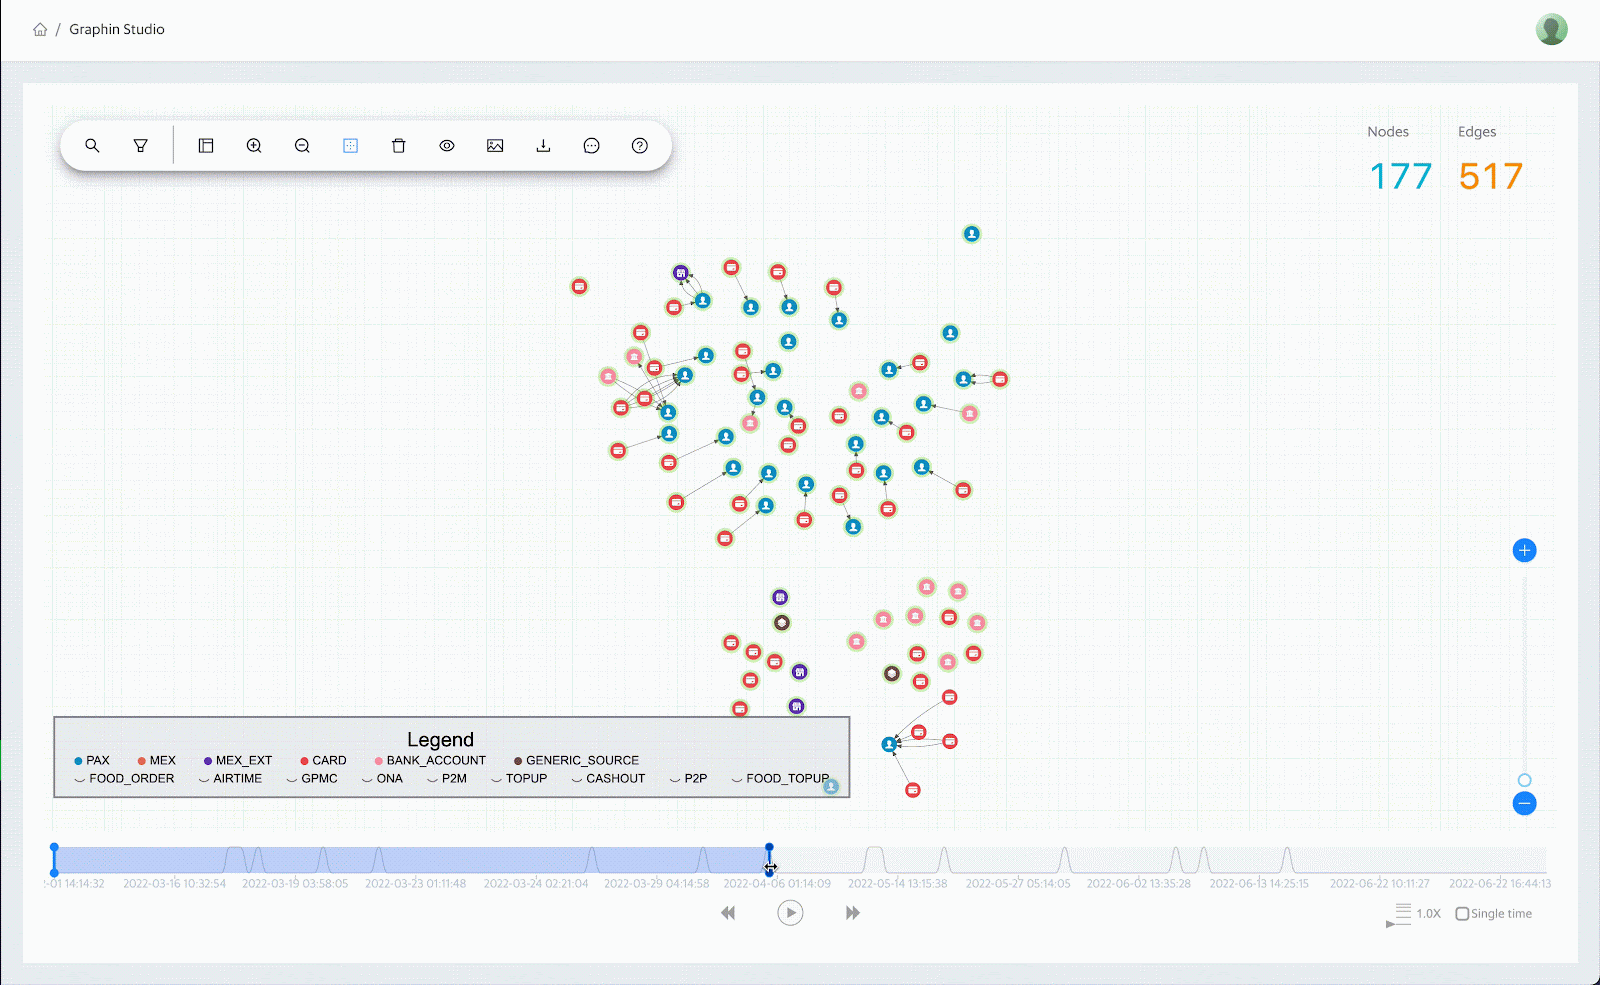 / Graphin Studio
Nodes Edges
177 517
Legend
PAX MEX MEX_EXT CARD BANK_ACCOUNT GENERIC_SOURCE
FOOD_ORDER AIRTIME GPMC ONA P2M TOPUP CASHOUT P2P FOOD_TOPUP
-01 14:14:32 2022-03-16 10:32:54 2022-03-19 03:58:05 2022-03-23 01:11:48 2022-03-24 02:21:04 2022-03-29 04:14:58 2022-04-06 01:14:09 2022-05-14 13:15:38 2022-05-27 05:14:05 2022-06-02 13:35:28 2022-06-13 14:25:15 2022-06-22 10:11:27 2022-06-22 16:44:13
1.0X Single time